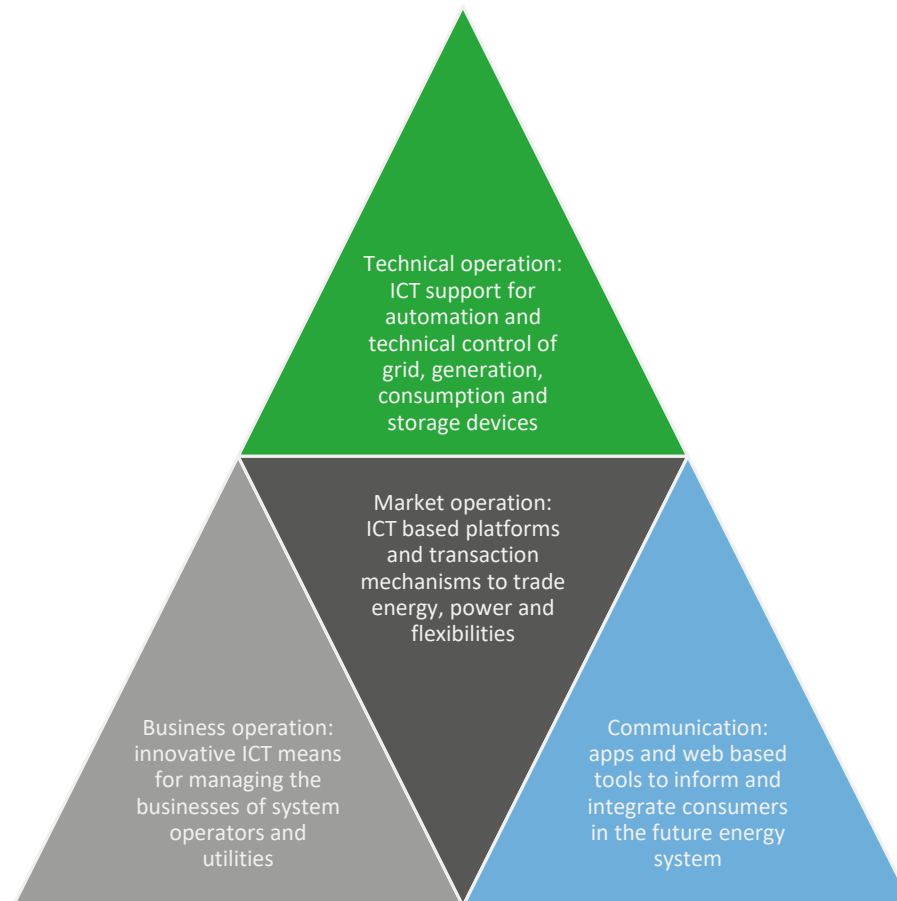 Technical operation:
ICT support for
automation and
technical control of
grid, generation,
consumption and
storage devices
Market operation:
ICT based platforms
and transaction
mechanisms to trade
energy, power and
flexibilities
Business operation:
innovative ICT means
for managing the
businesses of system
operators and
utilities
Communication:
apps and web based
tools to inform and
integrate consumers
in the future energy
system